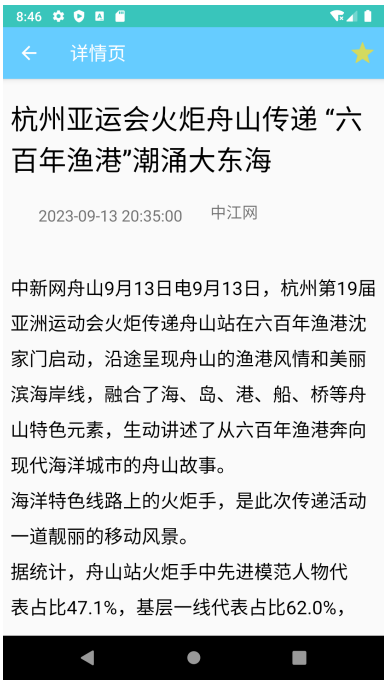 8:46
详情页
杭州亚运会火炬舟山传递 “六
百年渔港”潮涌大东海
2023-09-13 20:35:00 中江网
中新网舟山9月13日电9月13日，杭州第19届
亚洲运动会火炬传递舟山站在六百年渔港沈
家门启动，沿途呈现舟山的渔港风情和美丽
滨海岸线，融合了海、岛、港、船、桥等舟
山特色元素，生动讲述了从六百年渔港奔向
现代海洋城市的舟山故事。
海洋特色线路上的火炬手，是此次传递活动
一道靓丽的移动风景。
据统计，舟山站火炬手中先进模范人物代
表占比47.1%，基层一线代表占比62.0%，